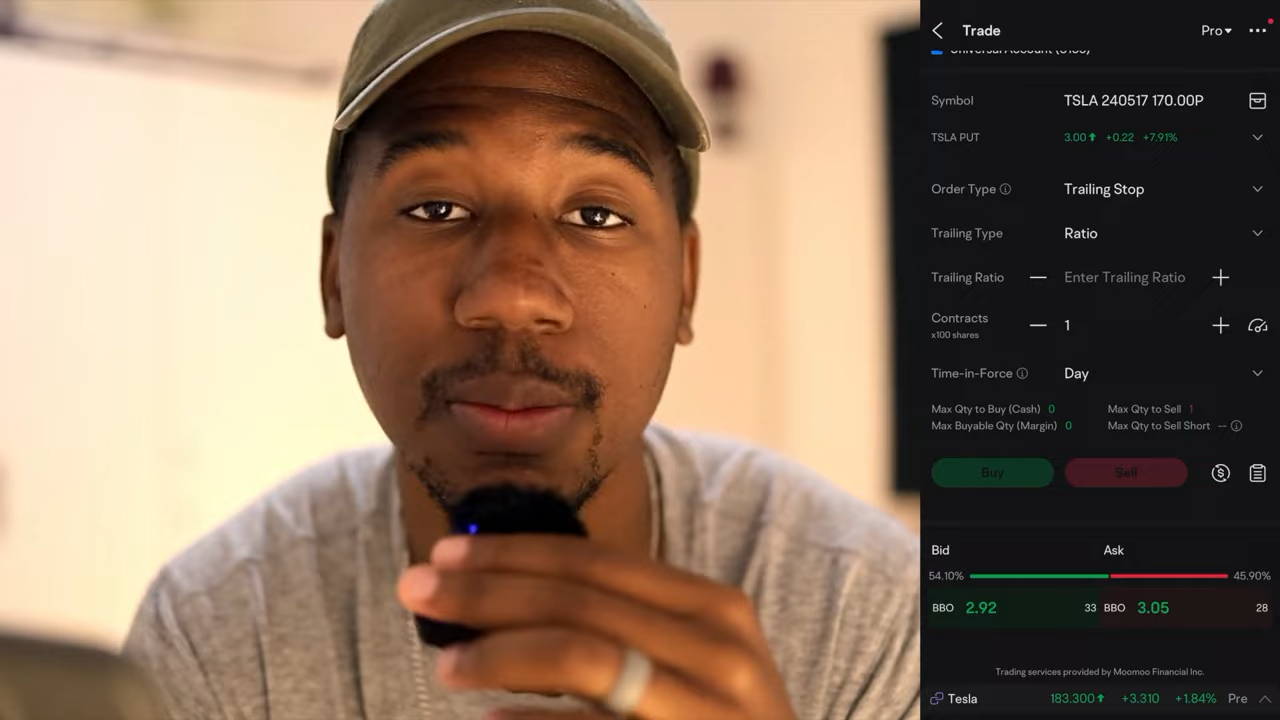 Trade
Pro
Universal Account (0108)
Symbol TSLA 240517 170.00P
TSLA PUT 3.00 +0.22 +7.91%
Order Type Trailing Stop
Trailing Type Ratio
Trailing Ratio Enter Trailing Ratio
Contracts 1
x100 shares
Time-in-Force Day
Max Qty to Buy (Cash) 0 Max Qty to Sell 1
Max Buyable Qty (Margin) 0 Max Qty to Sell Short --
Buy Sell
Bid Ask
54.10% 45.90%
BBO 2.92 33 BBO 3.05 28
Trading services provided by Moomoo Financial Inc.
Tesla 183.300 +3.310 +1.84% Pre